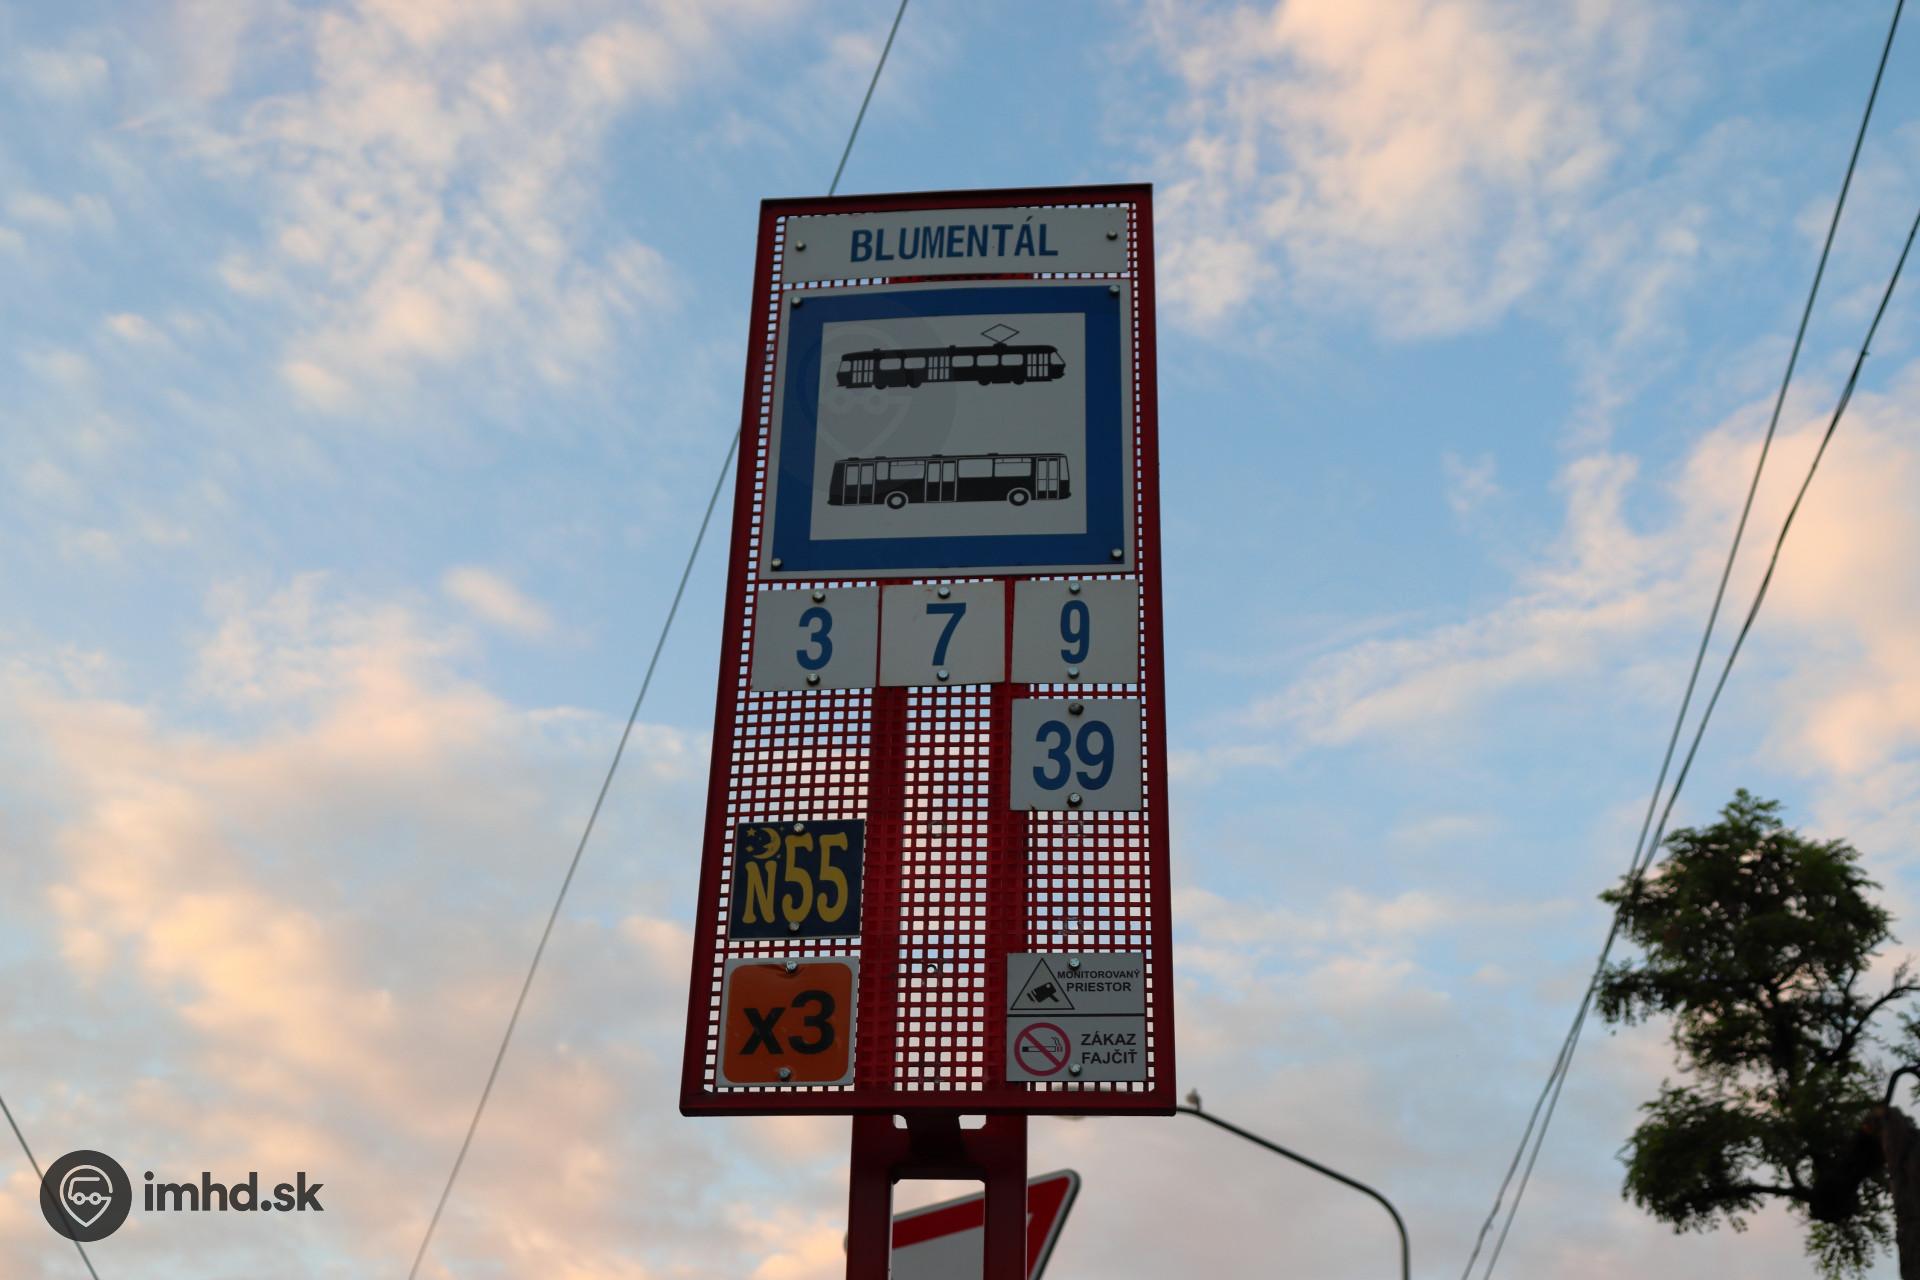 BLUMENTÁL
3 7 9
39
N55
x3
MONITOROVANÝ
PRIESTOR
ZÁKAZ
FAJČIŤ
imhd.sk